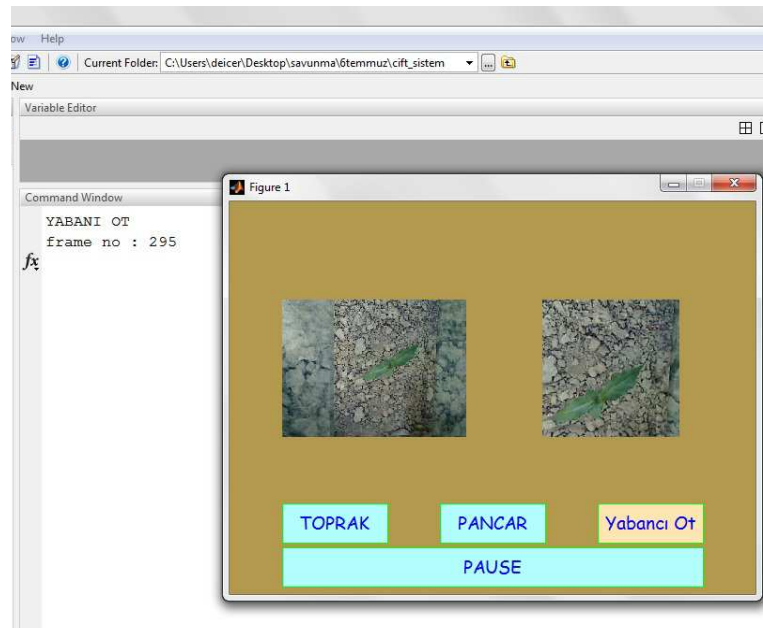 ow Help
Current Folder: C:\Users\deicer\Desktop\savunma\6temmuz\cift_sistem
New
Variable Editor
Command Window
YABANI OT
frame no : 295
fx
Figure 1
TOPRAK PANCAR Yabancı Ot
PAUSE